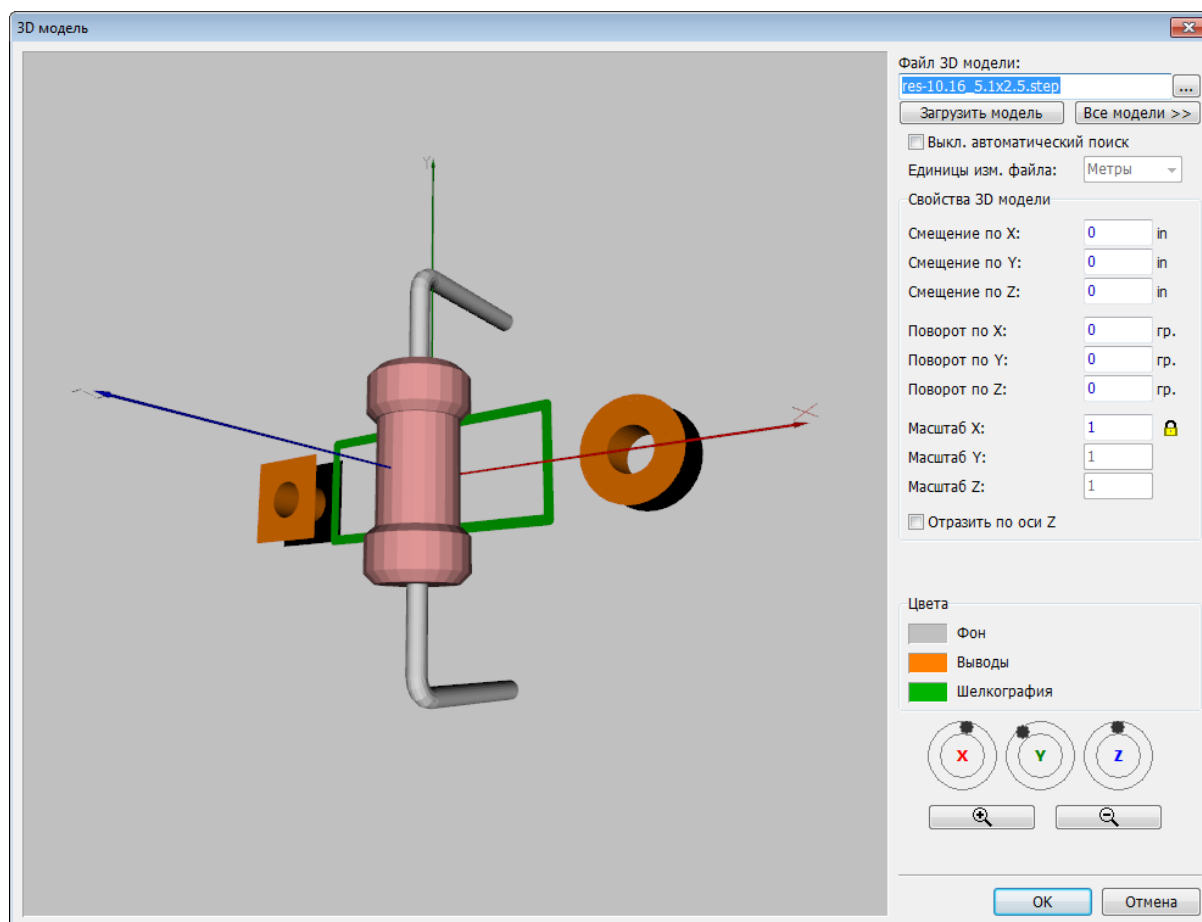 3D модель
Файл 3D модели:
res-10.16_5.1x2.5.step ...
Загрузить модель Все модели >>
Выкл. автоматический поиск
Единицы изм. файла: Метры
Свойства 3D модели
Смещение по X: 0 in
Смещение по Y: 0 in
Смещение по Z: 0 in
Поворот по X: 0 гр.
Поворот по Y: 0 гр.
Поворот по Z: 0 гр.
Масштаб X: 1
Масштаб Y: 1
Масштаб Z: 1
Отразить по оси Z
Цвета
Фон
Выводы
Шелкография
X Y Z
OK Отмена
Y
X